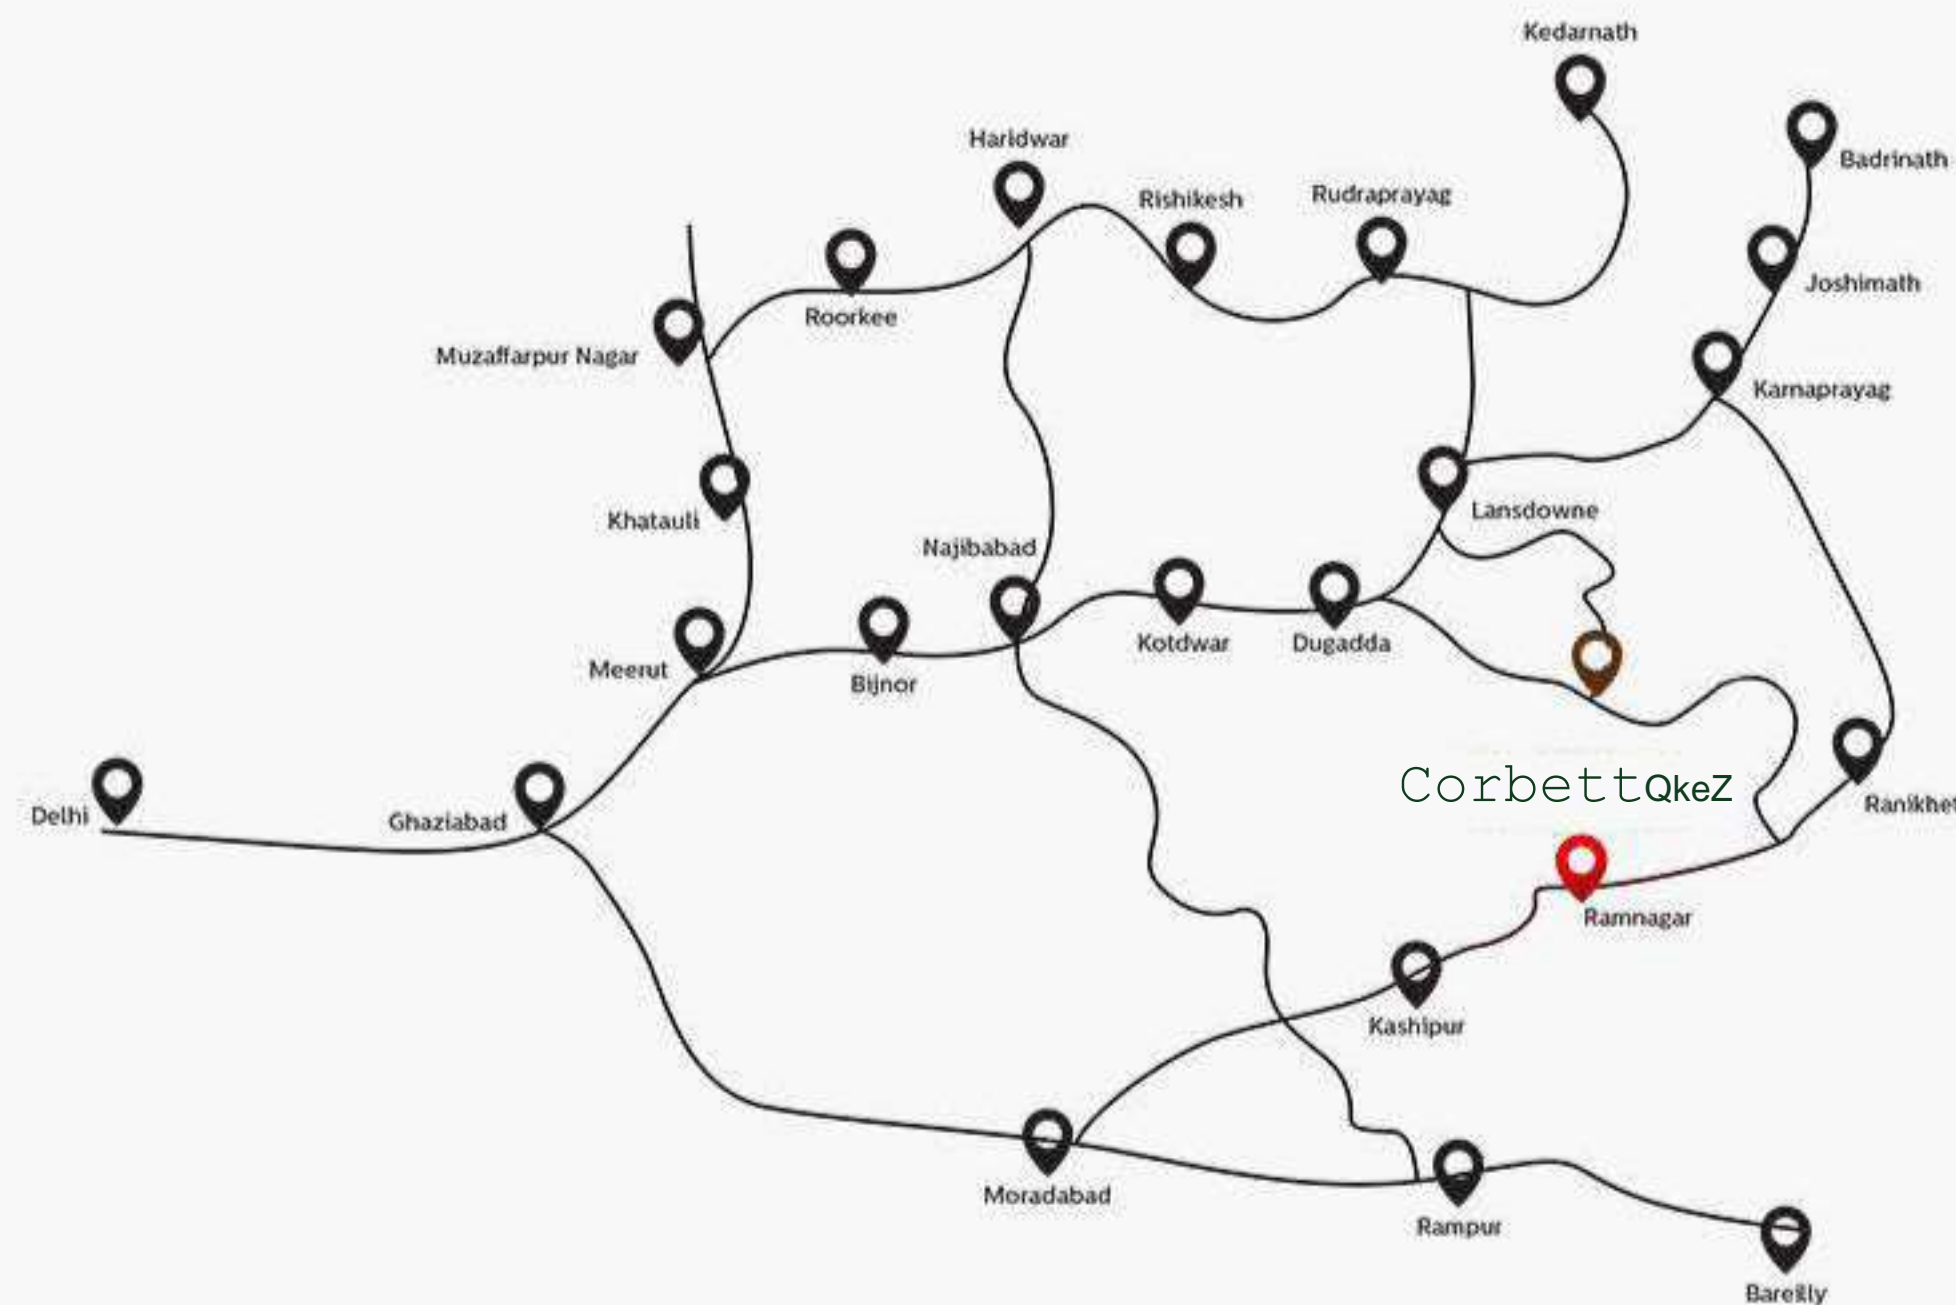 Kedarnath
Haridwar
Badrinath
Rishikesh
Rudraprayag
Joshimath
Roorkee
Muzaffarpur Nagar
Karnaprayag
Khatauli
Lansdowne
Najibabad
Kotdwar
Dugadda
Meerut
Bijnor
CorbettQkeZ
Ranikhet
Delhi
Ghaziabad
Ramnagar
Kashipur
Moradabad
Rampur
Bareilly